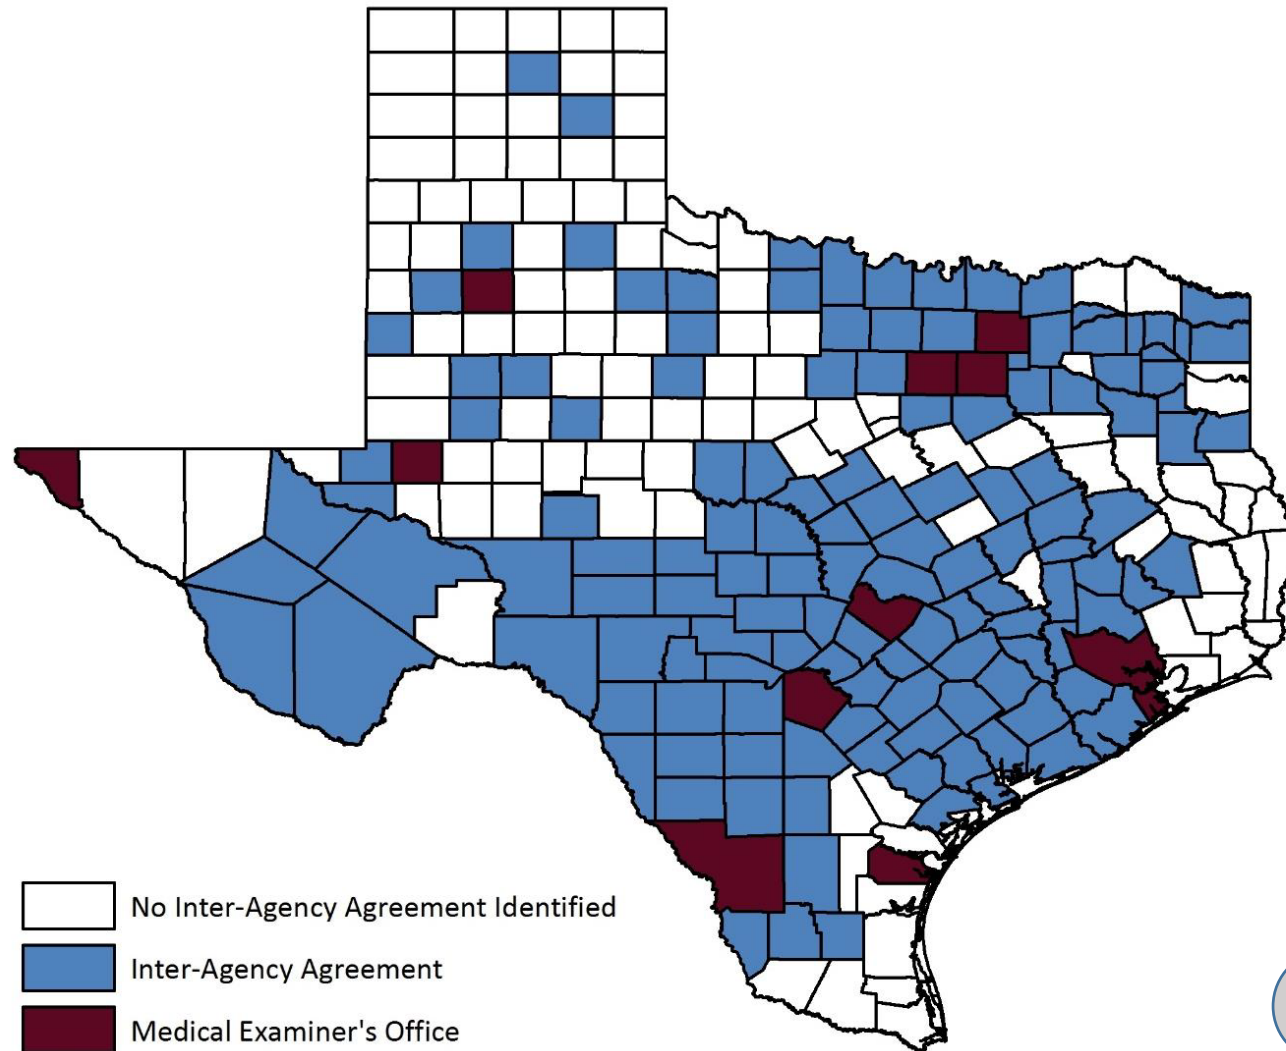 No Inter-Agency Agreement Identified
Inter-Agency Agreement
Medical Examiner's Office